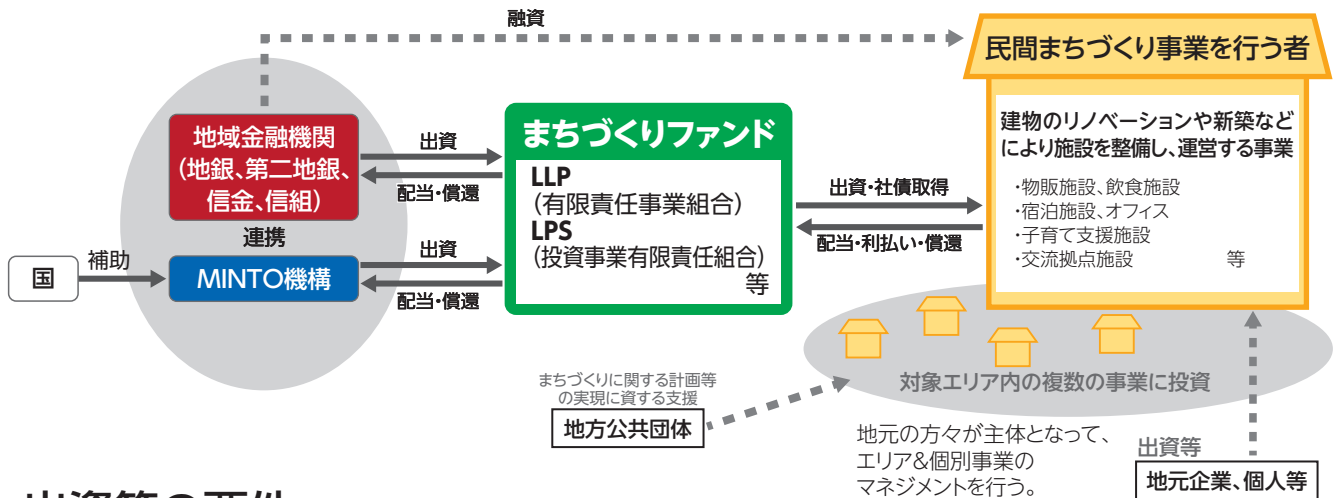 融資
民間まちづくり事業を行う者
地域金融機関
(地銀、第二地銀、
信金、信組)
連携
MINTO機構
国
補助
出資
配当・償還
出資
配当・償還
まちづくりファンド
LLP
(有限責任事業組合)
LPS
(投資事業有限責任組合)
等
出資・社債取得
配当・利払い・償還
建物のリノベーションや新築など
により施設を整備し、運営する事業
・物販施設、飲食施設
・宿泊施設、オフィス
・子育て支援施設
・交流拠点施設 等
対象エリア内の複数の事業に投資
まちづくりに関する計画等
の実現に資する支援
地方公共団体
地元の方々が主体となって、
エリア&個別事業の
マネジメントを行う。
出資等
地元企業、個人等